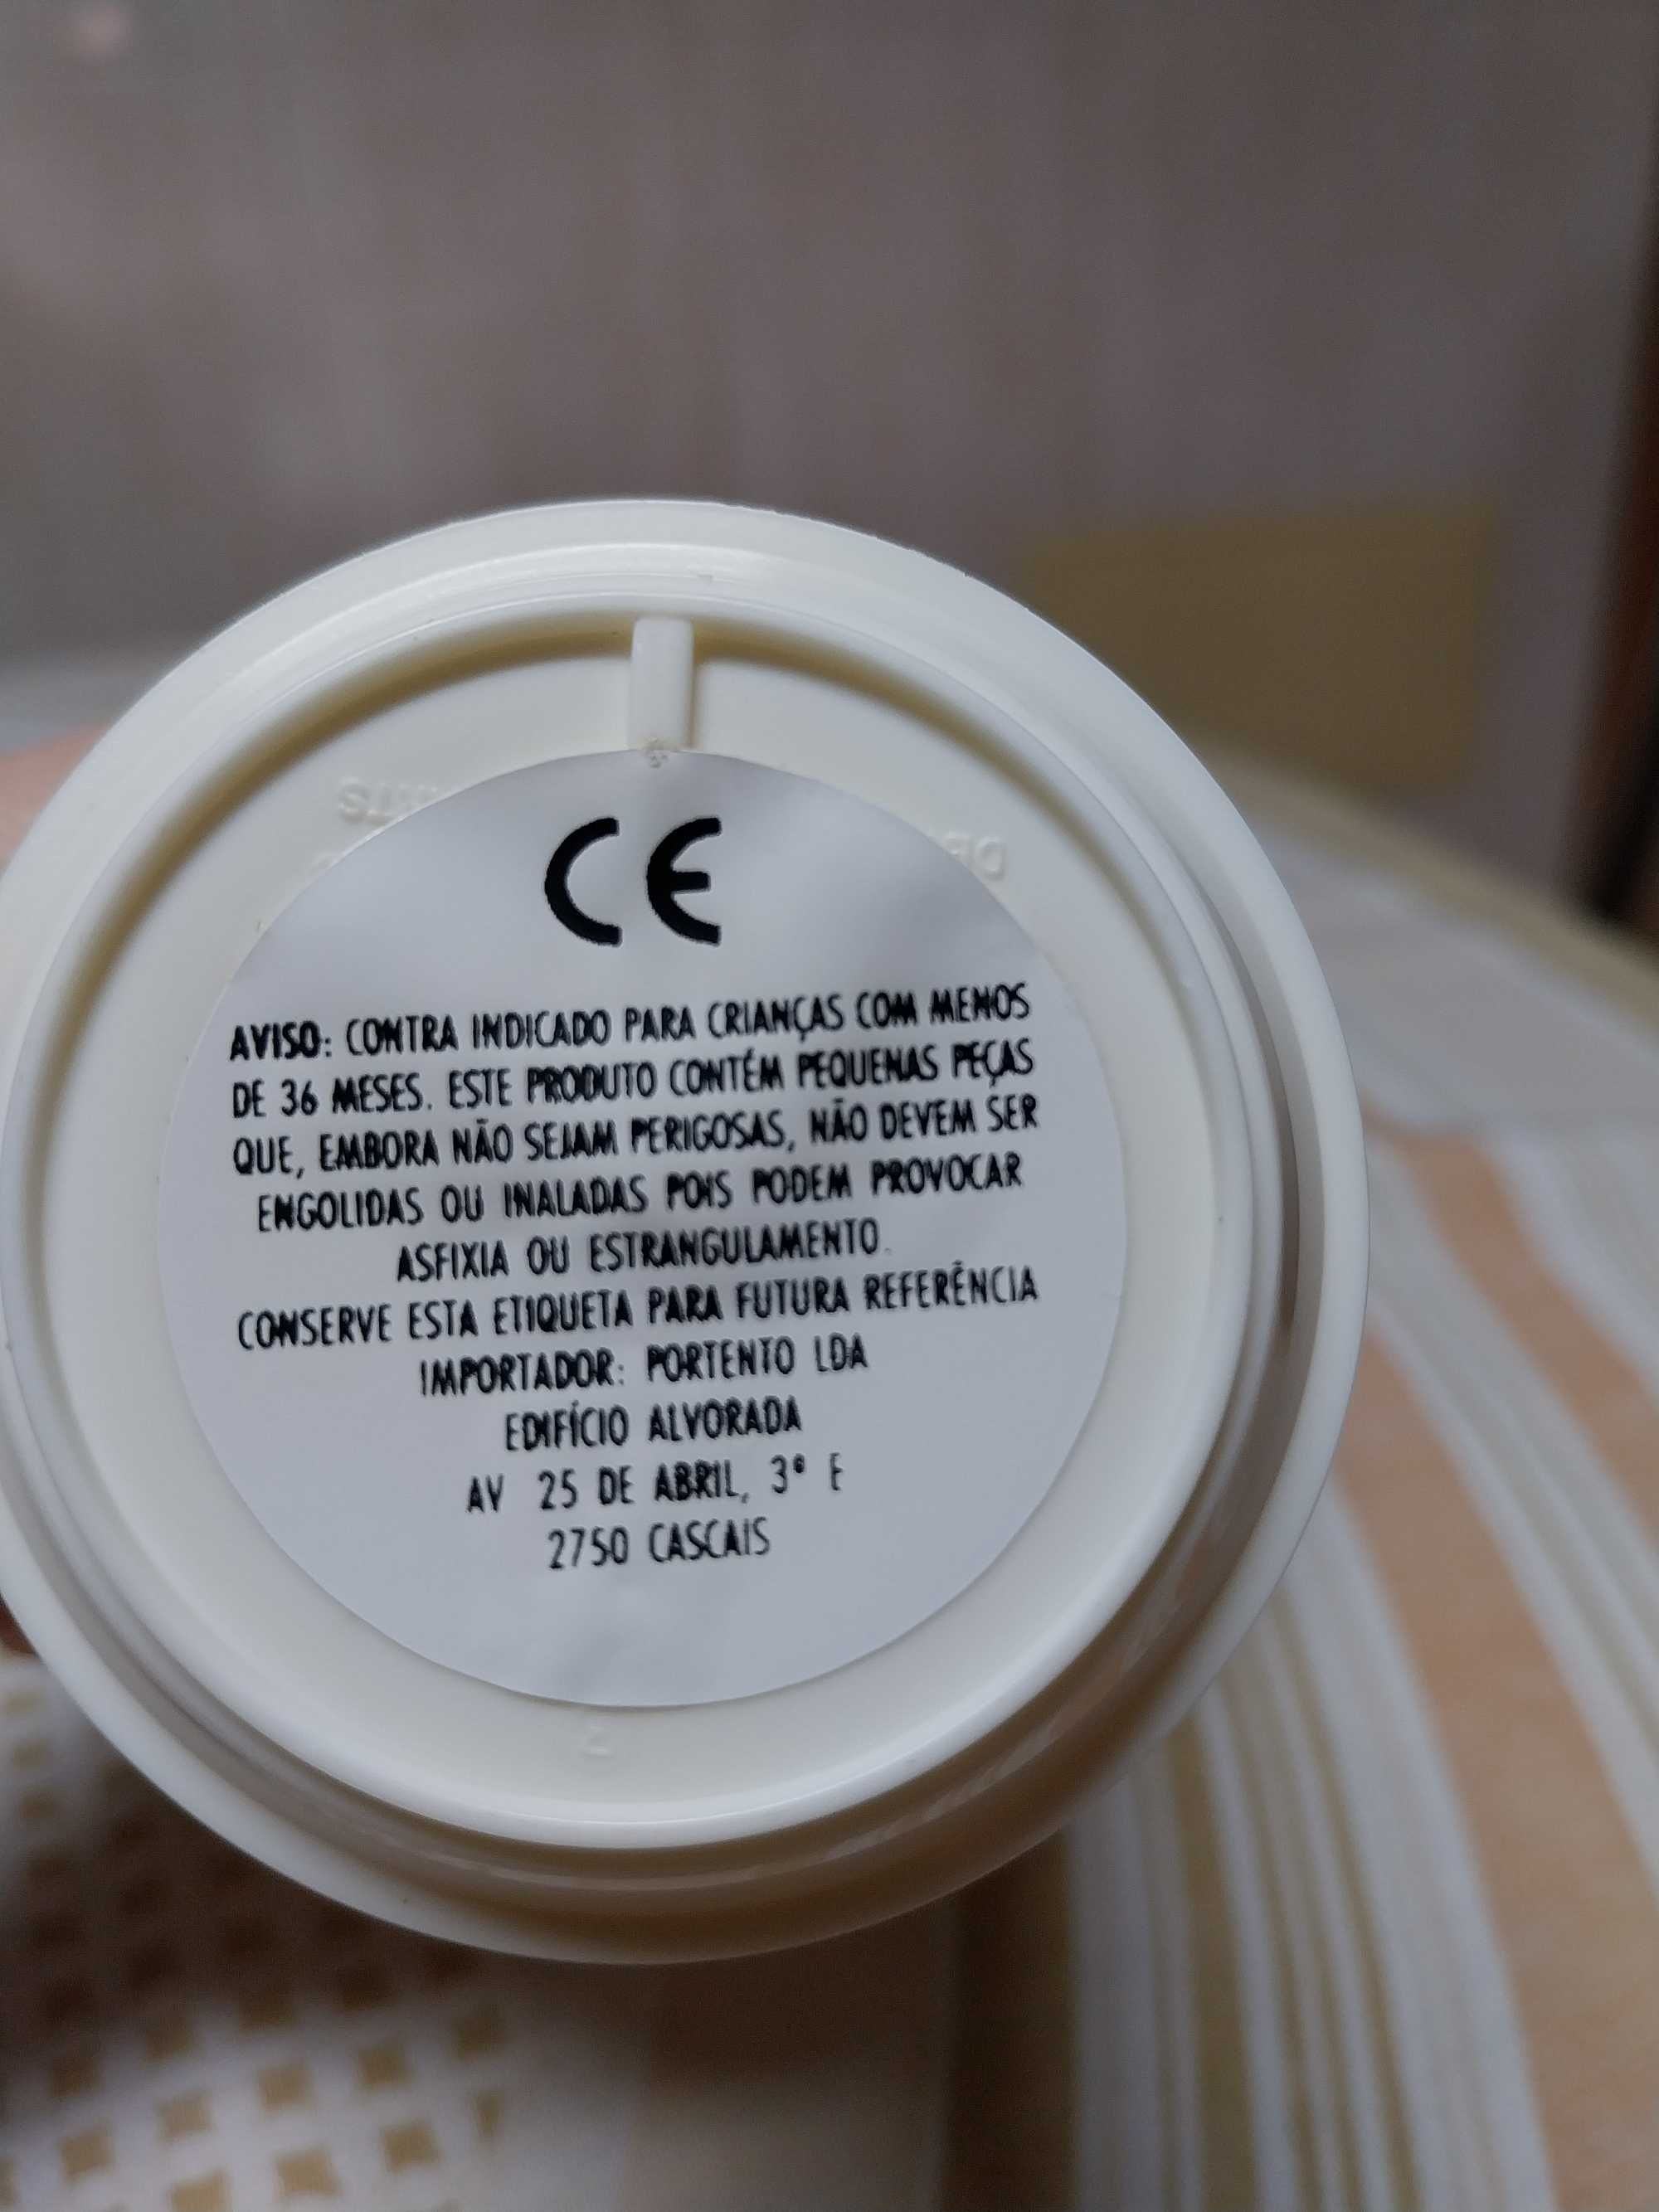 CE
AVISO: CONTRA INDICADO PARA CRIANÇAS COM MENOS
DE 36 MESES. ESTE PRODUTO CONTÉM PEQUENAS PEÇAS
QUE, EMBORA NÃO SEJAM PERIGOSAS, NÃO DEVEM SER
ENGOLIDAS OU INALADAS POIS PODEM PROVOCAR
ASFIXIA OU ESTRANGULAMENTO.
CONSERVE ESTA ETIQUETA PARA FUTURA REFERÊNCIA
IMPORTADOR: PORTENTO LDA
EDIFÍCIO ALVORADA
AV 25 DE ABRIL, 3º E
2750 CASCAIS